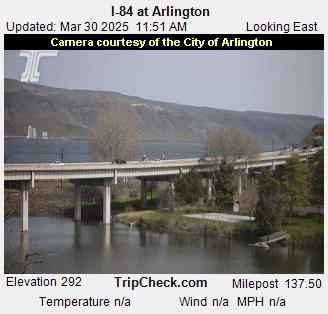 I-84 at Arlington
Updated: Mar 30 2025 11:51 AM Looking East
Camera courtesy of the City of Arlington
Elevation 292 TripCheck.com Milepost 137.50
Temperature n/a Wind n/a MPH n/a